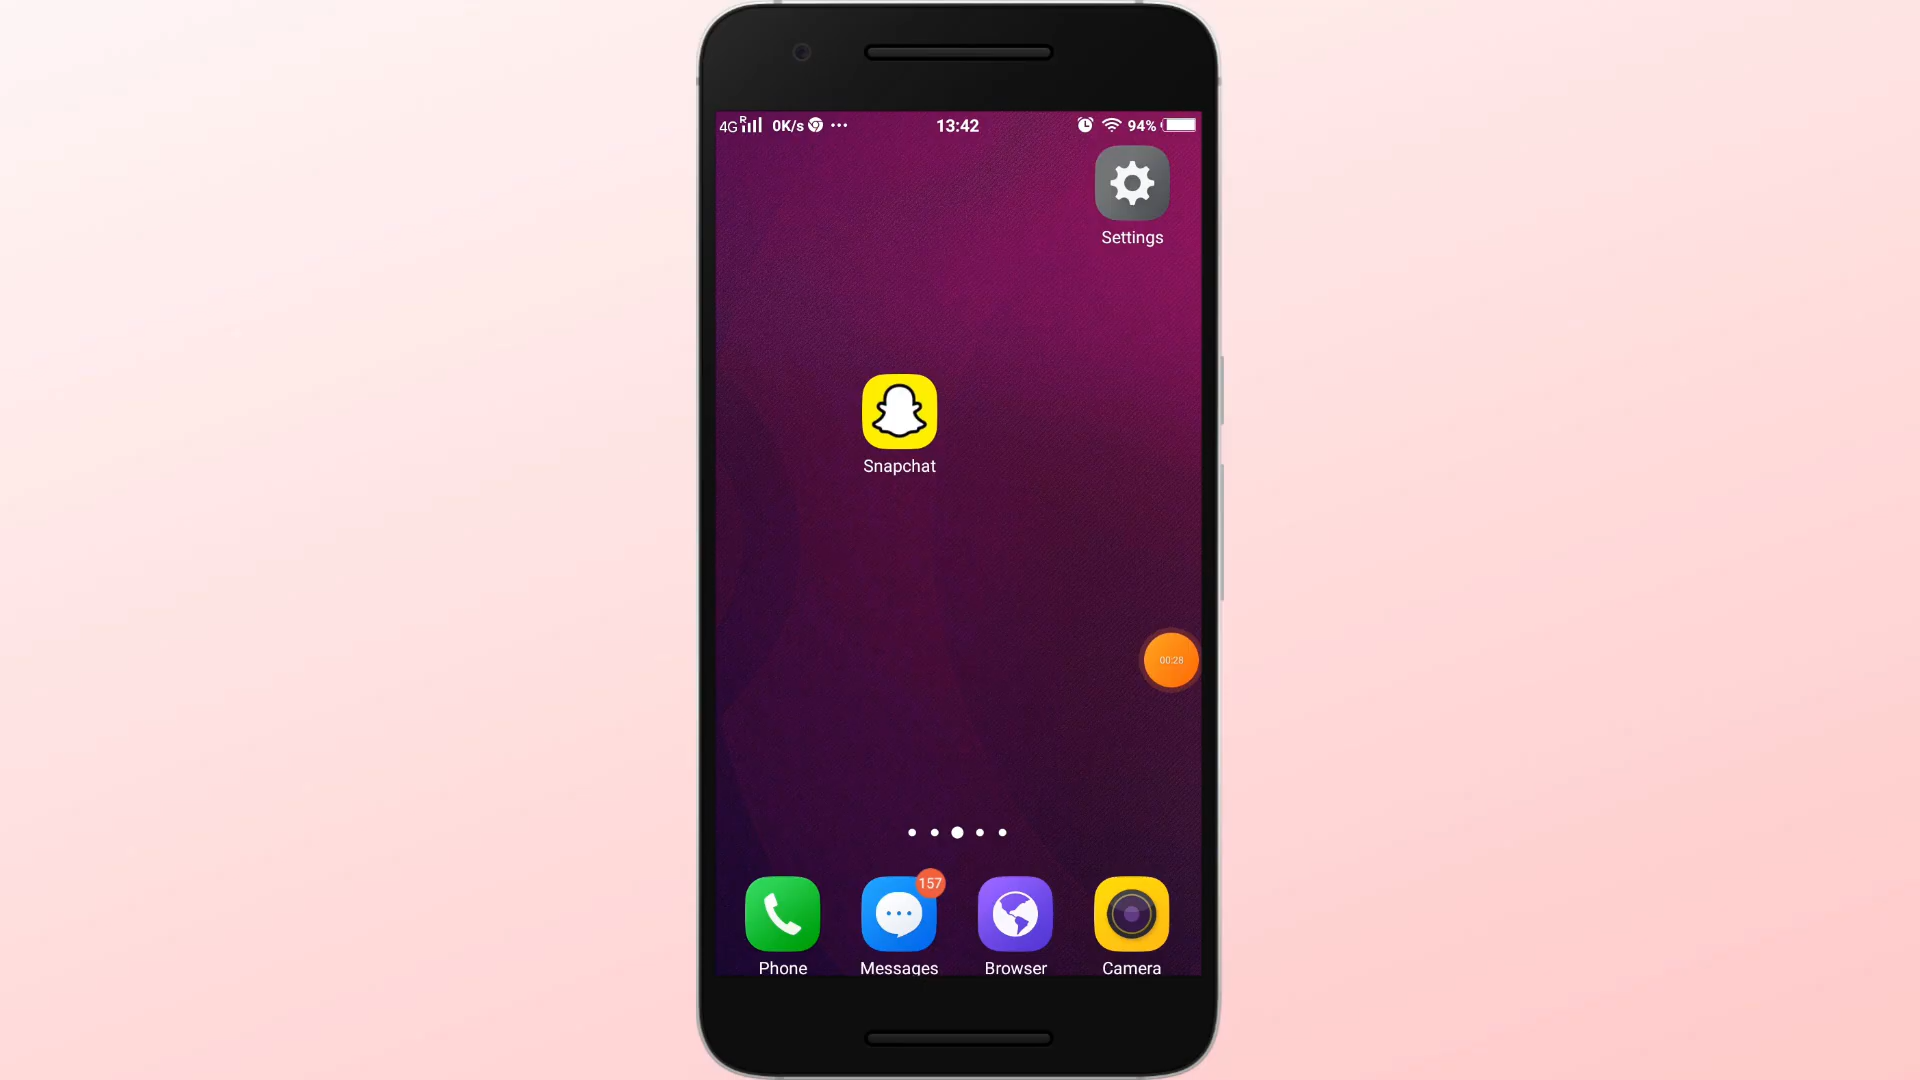 4G R 0K/s 13:42 94%
Settings
Snapchat
00:28
157
Phone Messages Browser Camera